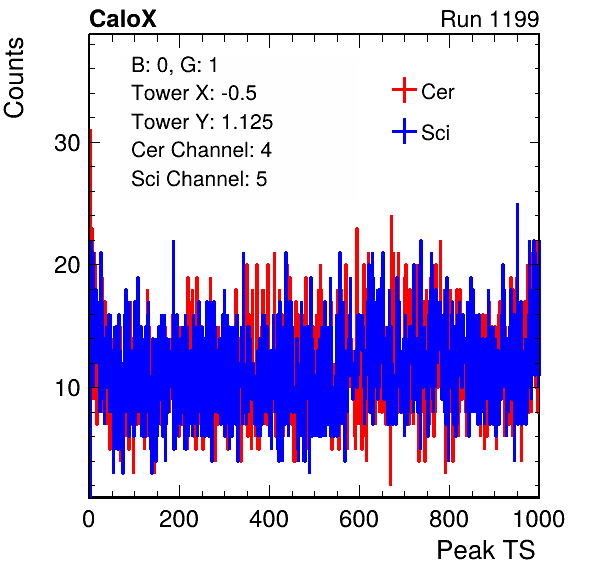 CaloX Run 1199
Counts
B: 0, G: 1
Tower X: -0.5
Tower Y: 1.125
Cer Channel: 4
Sci Channel: 5
Cer
Sci
30
20
10
0 200 400 600 800 1000
Peak TS